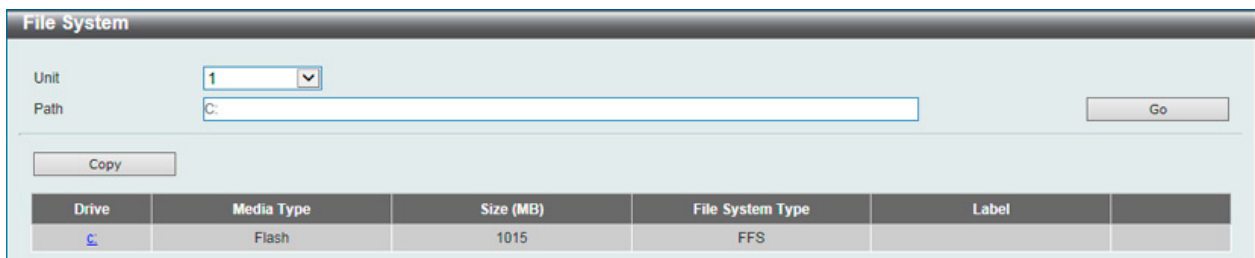 File System
Unit 1
Path C: Go
Copy
Drive Media Type Size (MB) File System Type Label
c: Flash 1015 FFS